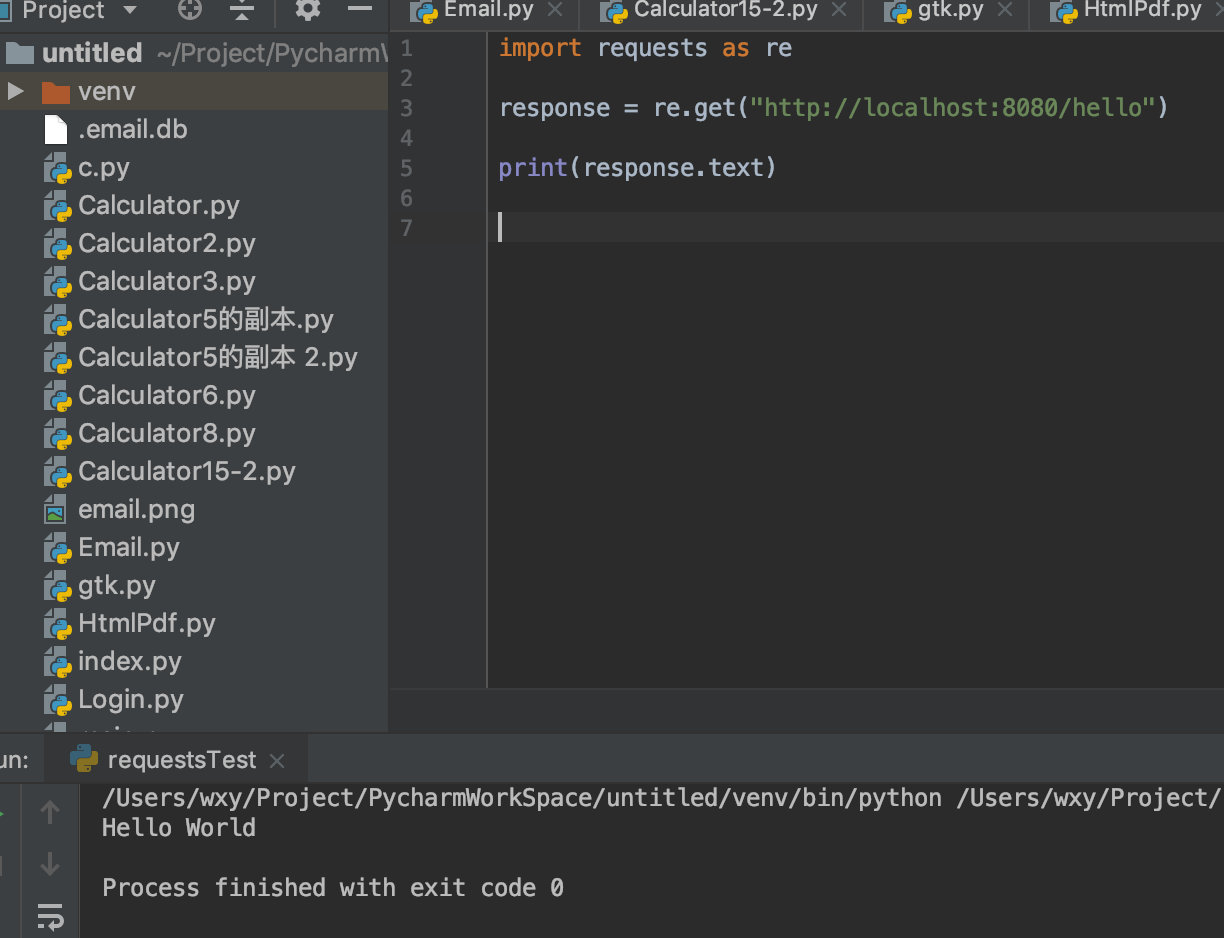 Project
Email.py
Calculator15-2.py
gtk.py
HtmlPdf.py
untitled ~/Project/Pycharm
venv
.email.db
c.py
Calculator.py
Calculator2.py
Calculator3.py
Calculator5的副本.py
Calculator5的副本 2.py
Calculator6.py
Calculator8.py
Calculator15-2.py
email.png
Email.py
gtk.py
HtmlPdf.py
index.py
Login.py
1 import requests as re
2
3 response = re.get("http://localhost:8080/hello")
4
5 print(response.text)
6
7
un:
requestsTest
/Users/wxy/Project/PycharmWorkSpace/untitled/venv/bin/python /Users/wxy/Project/
Hello World
Process finished with exit code 0